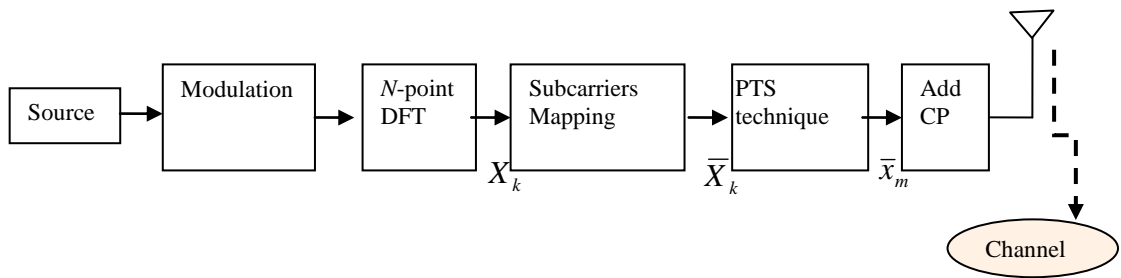 Source
Modulation
N-point
DFT
Subcarriers
Mapping
PTS
technique
Add
CP
X_k
X̅_k
x̅_m
Channel